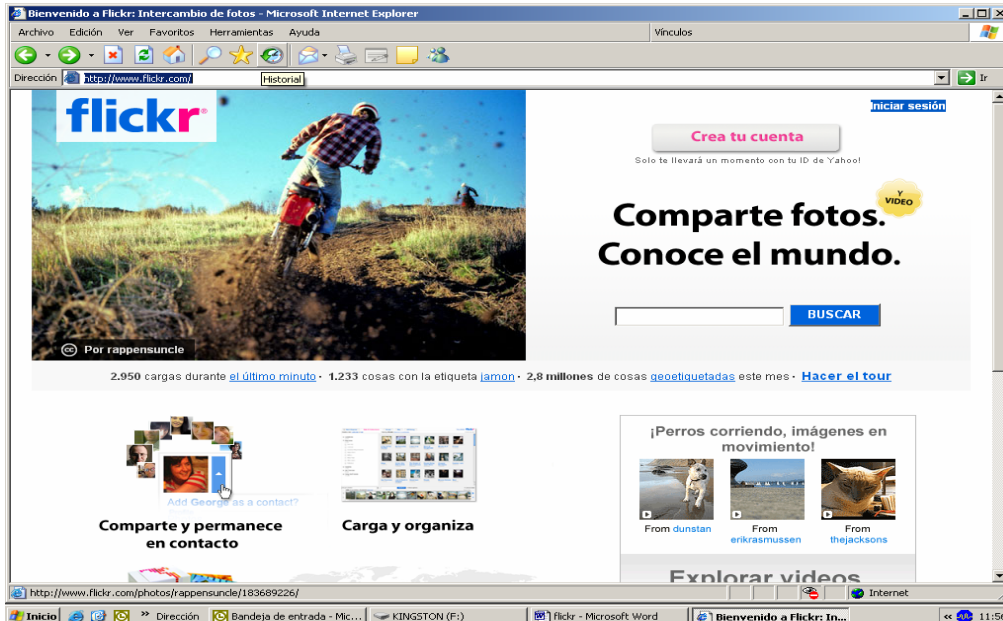 Bienvenido a Flickr: Intercambio de fotos - Microsoft Internet Explorer
Archivo Edición Ver Favoritos Herramientas Ayuda Vínculos
Dirección http://www.flickr.com/ Ir
Historial
flickr
Iniciar sesión
Crea tu cuenta
Solo te llevará un momento con tu ID de Yahoo!
Y
VIDEO
Comparte fotos.
Conoce el mundo.
BUSCAR
cc Por rappensuncle
2.950 cargas durante el último minuto · 1.233 cosas con la etiqueta jamon · 2,8 millones de cosas geoetiquetadas este mes · Hacer el tour
¡Perros corriendo, imágenes en
movimiento!
Add George as a contact?
Comparte y permanece
en contacto
Carga y organiza
From dunstan
From
erikrasmussen
From
thejacksons
Explorar videos
http://www.flickr.com/photos/rappensuncle/183689226/ Internet
Inicio » Dirección Bandeja de entrada - Mic... KINGSTON (F:) flickr - Microsoft Word Bienvenido a Flickr: In... « 11:56